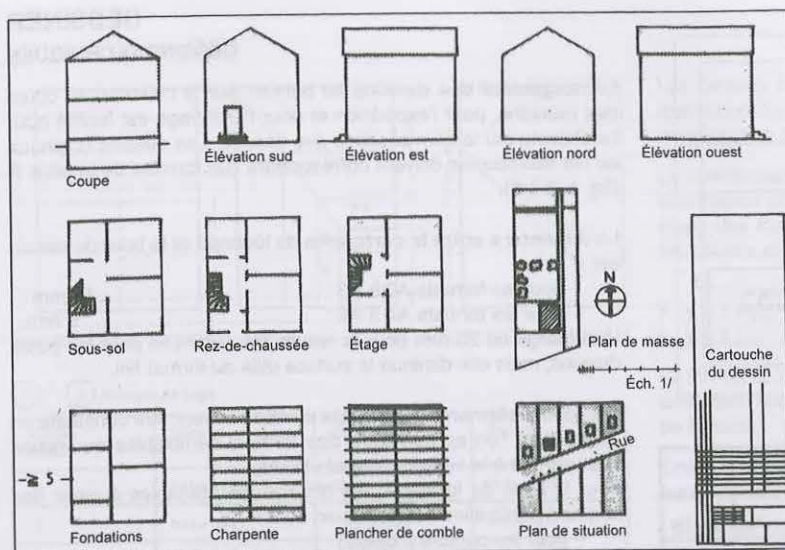 Coupe
Élévation sud
Élévation est
Élévation nord
Élévation ouest
Sous-sol
Rez-de-chaussée
Étage
N
Plan de masse
Éch. 1/
Cartouche
du dessin
Fondations
Charpente
Plancher de comble
Rue
Plan de situation